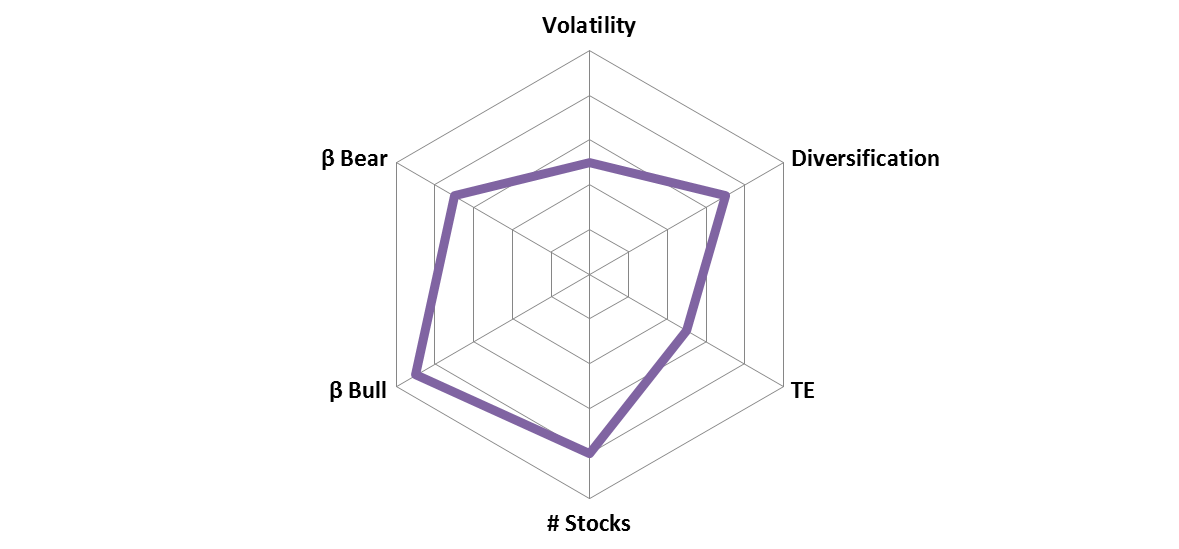 Volatility
β Bear
Diversification
β Bull
TE
# Stocks